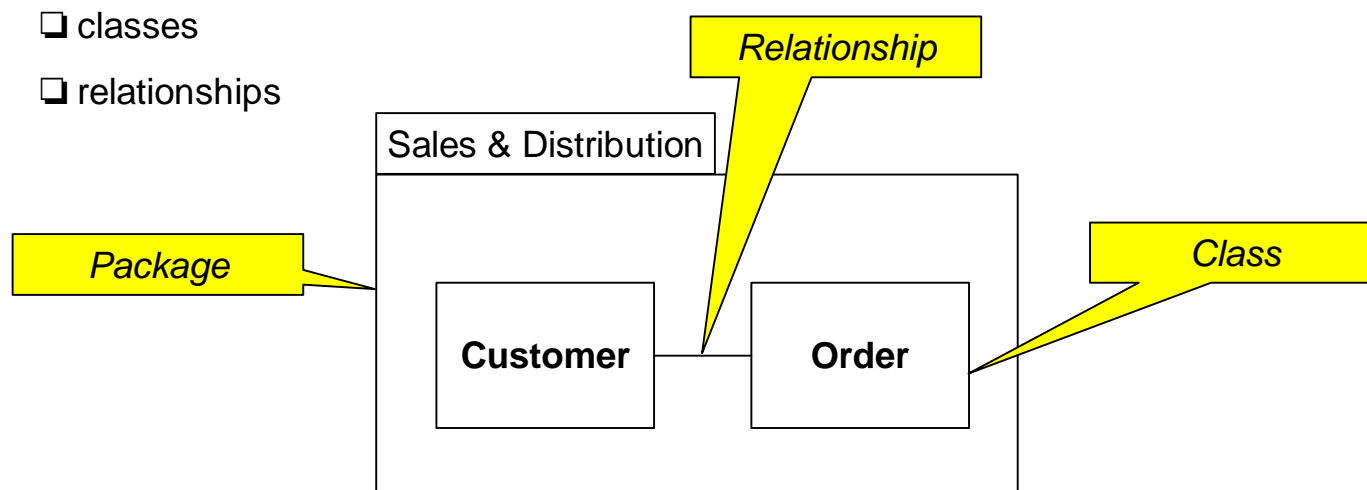 ❏ classes
❏ relationships
Relationship
Sales & Distribution
Package
Class
Customer
Order